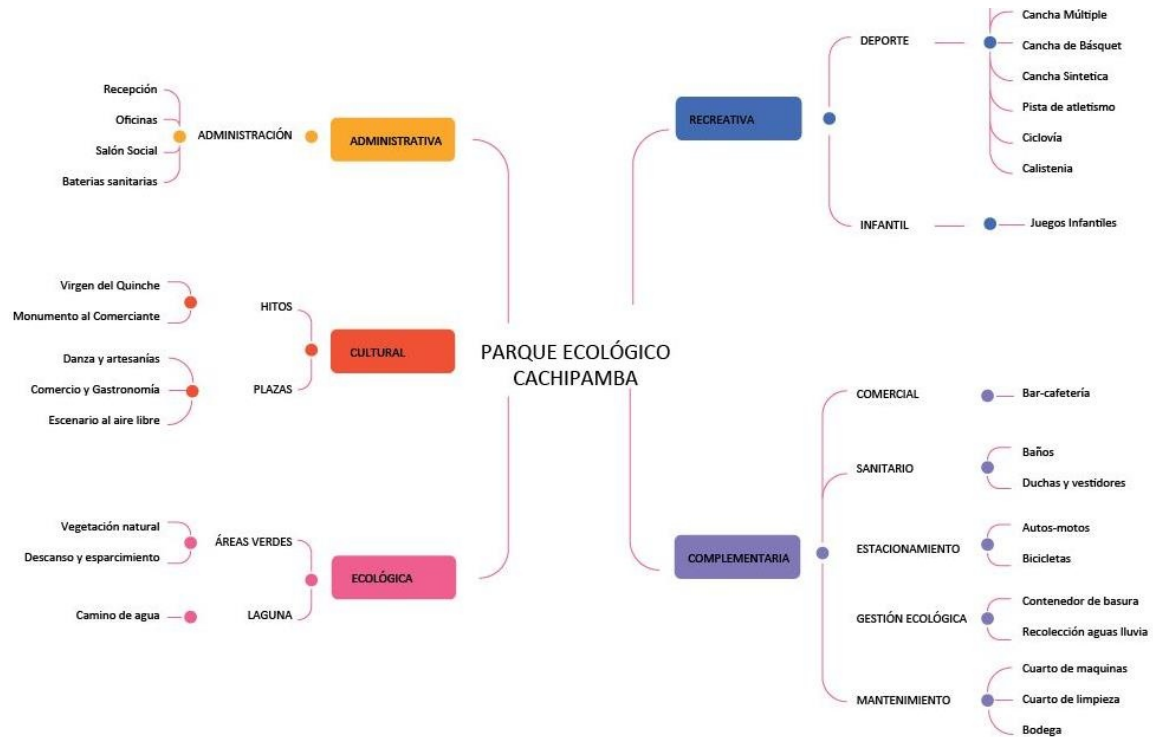 Recepción
Oficinas
Salón Social
Baterias sanitarias
ADMINISTRACIÓN
ADMINISTRATIVA
Virgen del Quinche
Monumento al Comerciante
HITOS
Danza y artesanías
Comercio y Gastronomía
Escenario al aire libre
PLAZAS
CULTURAL
Vegetación natural
Descanso y esparcimiento
ÁREAS VERDES
Camino de agua
LAGUNA
ECOLÓGICA
PARQUE ECOLÓGICO
CACHIPAMBA
RECREATIVA
DEPORTE
Cancha Múltiple
Cancha de Básquet
Cancha Sintetica
Pista de atletismo
Ciclovía
Calistenia
INFANTIL
Juegos Infantiles
COMPLEMENTARIA
COMERCIAL
Bar-cafetería
SANITARIO
Baños
Duchas y vestidores
ESTACIONAMIENTO
Autos-motos
Bicicletas
GESTIÓN ECOLÓGICA
Contenedor de basura
Recolección aguas lluvia
MANTENIMIENTO
Cuarto de maquinas
Cuarto de limpieza
Bodega